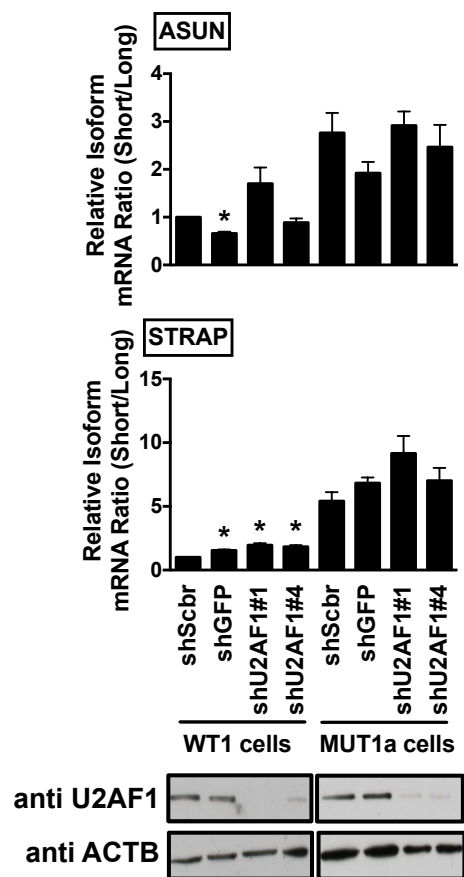 ASUN
Relative Isoform
mRNA Ratio (Short/Long)
4
3
2
1
0
*
STRAP
Relative Isoform
mRNA Ratio (Short/Long)
15
10
5
0
* * *
shScbr
shGFP
shU2AF1#1
shU2AF1#4
shScbr
shGFP
shU2AF1#1
shU2AF1#4
WT1 cells MUT1a cells
anti U2AF1
anti ACTB